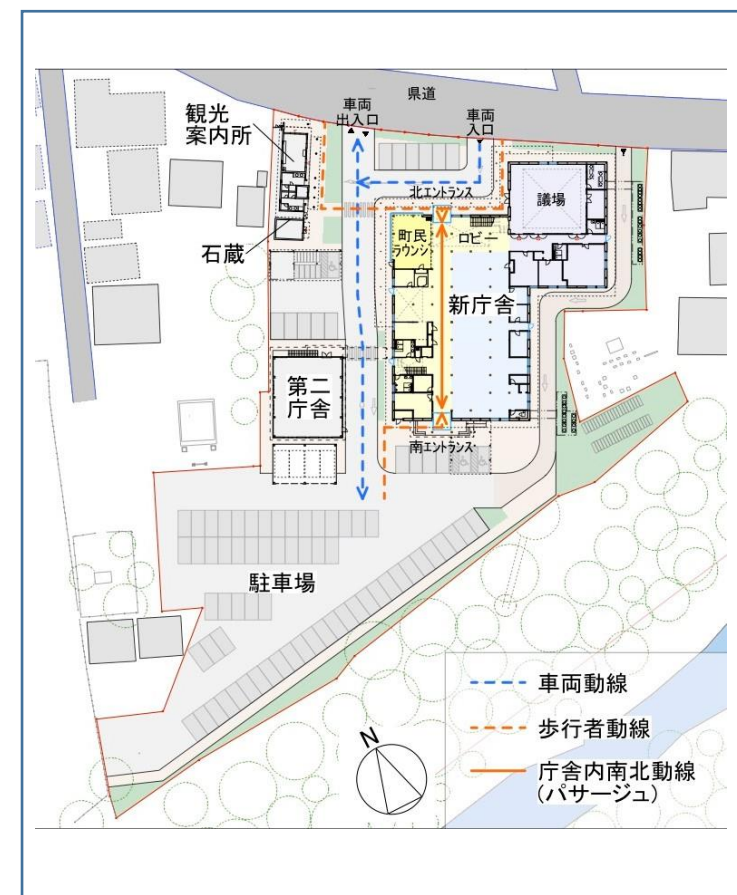 県道
車両
出入口
車両
入口
観光
案内所
北エントランス
議場
町民
ラウンジ
ロビー
石蔵
新庁舎
第二
庁舎
南エントランス
駐車場
車両動線
歩行者動線
庁舎内南北動線
(パサージュ)
N